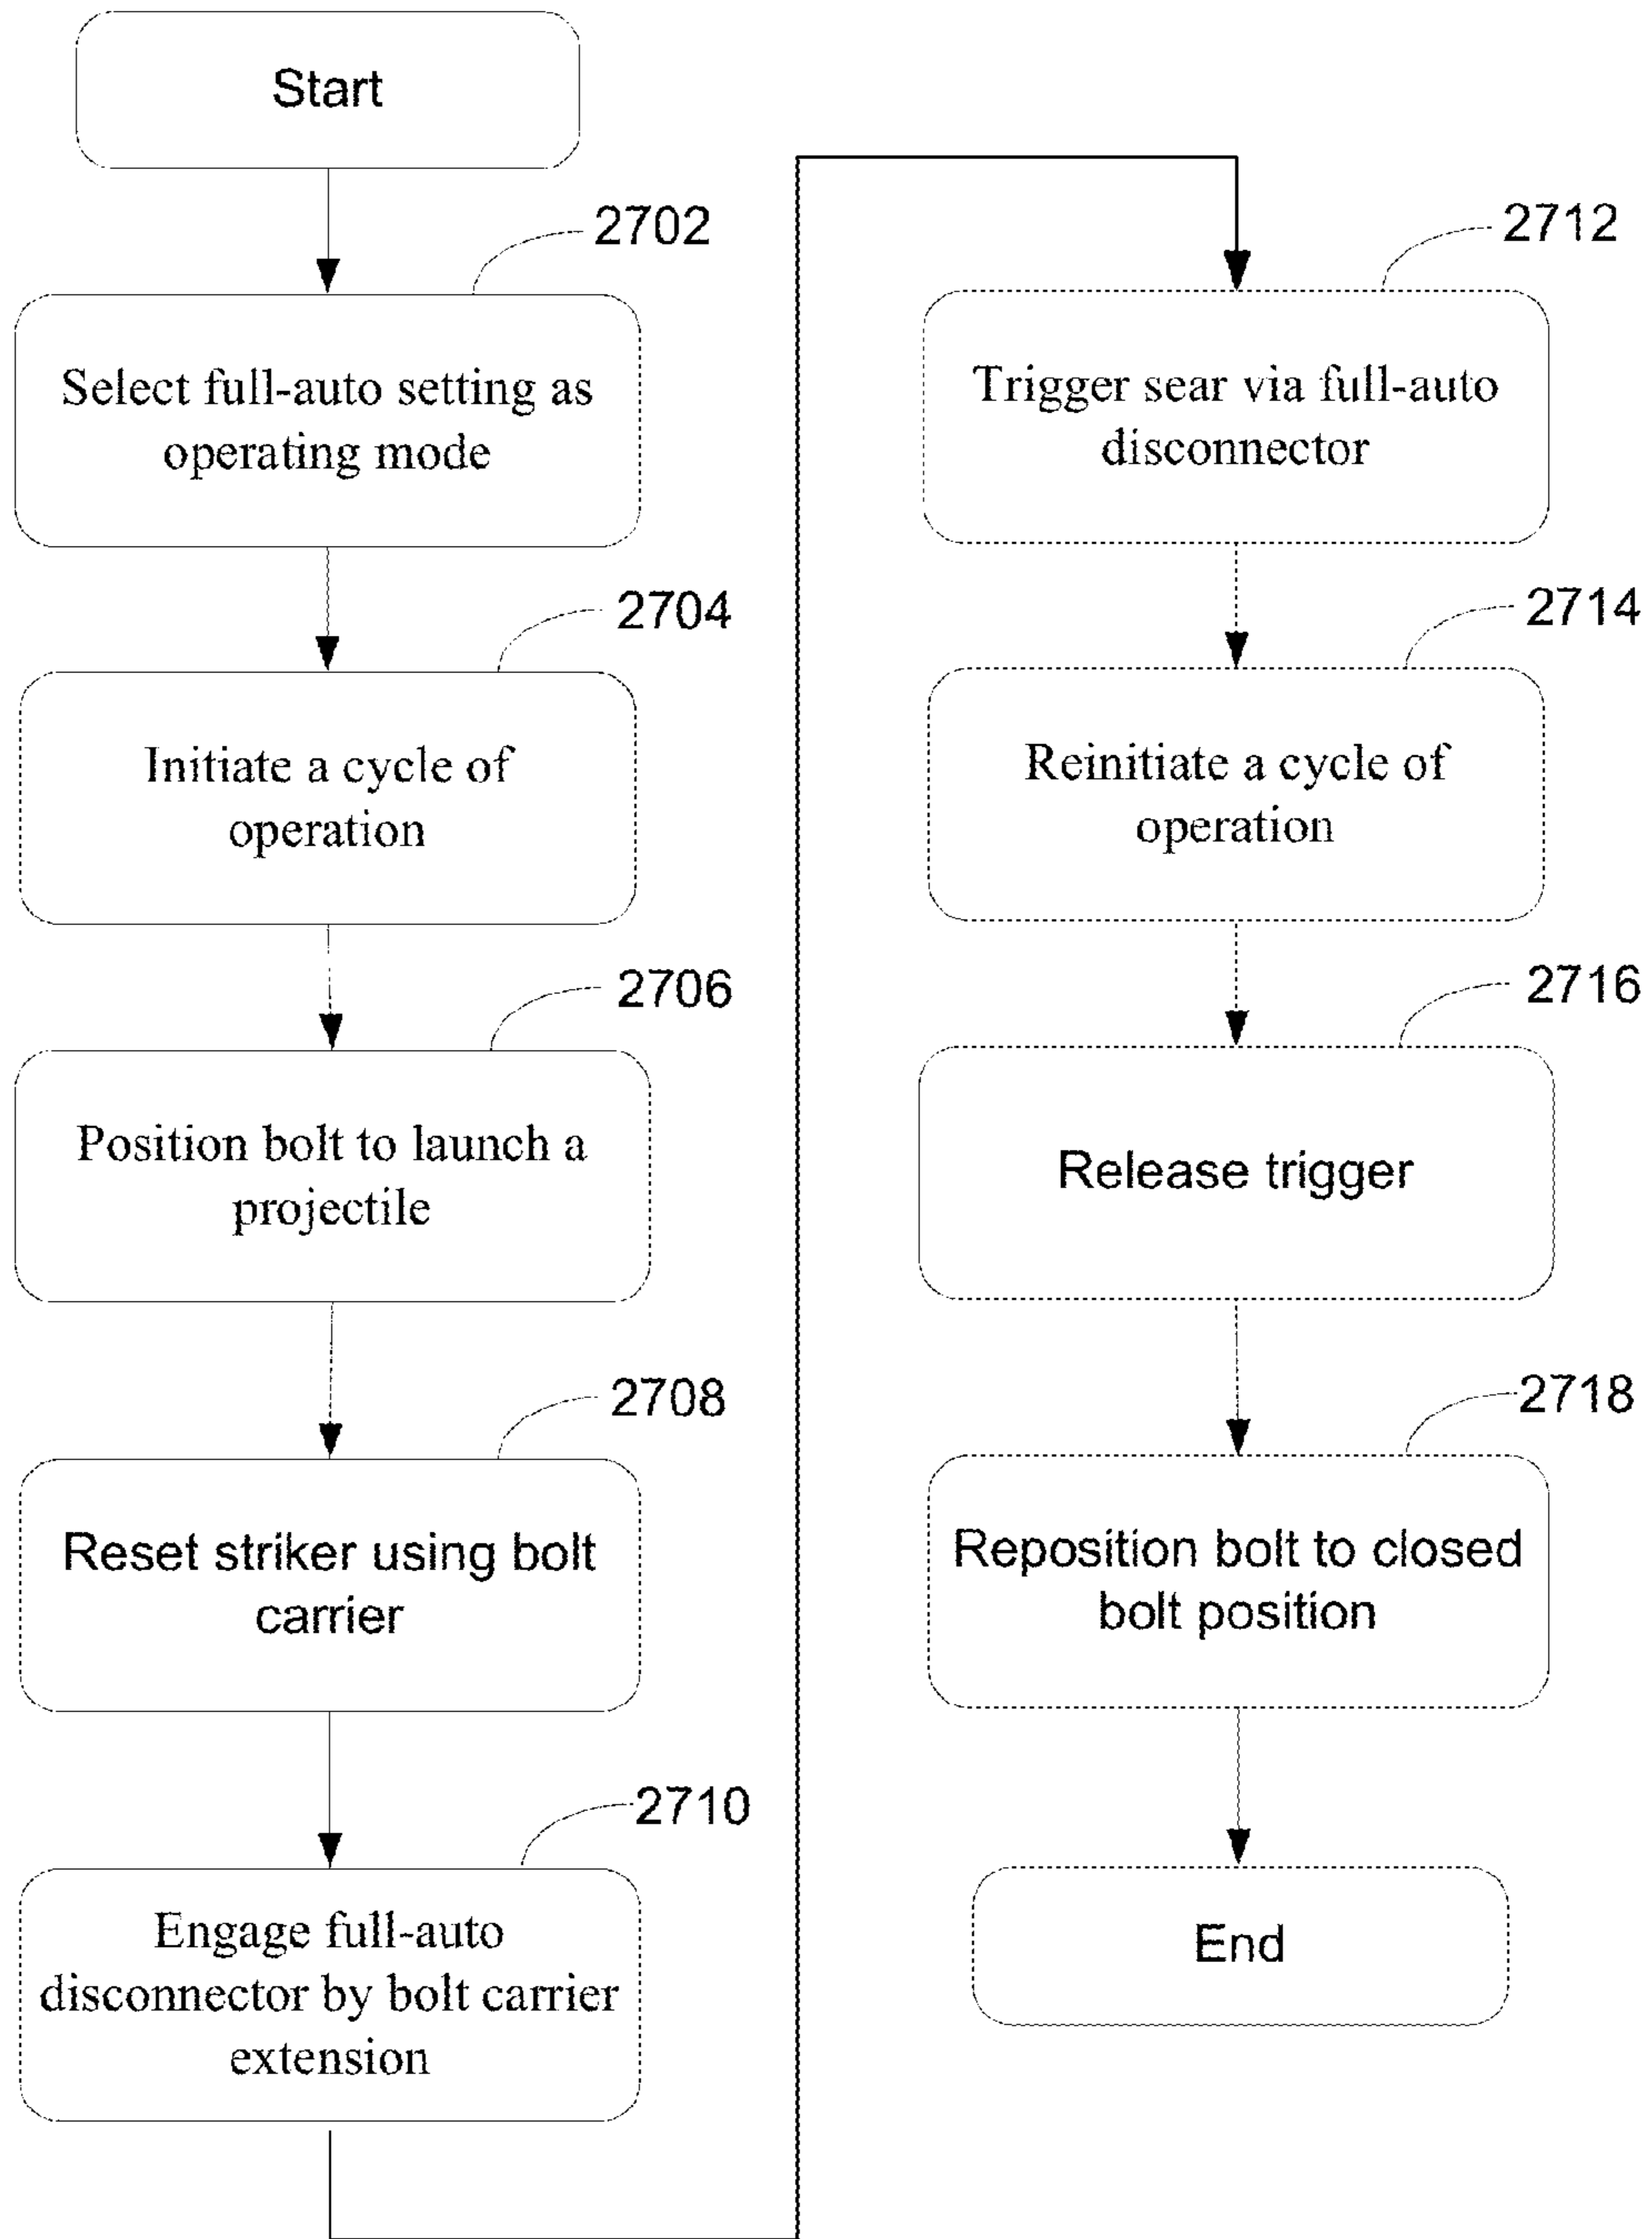 Start
2702
Select full-auto setting as
operating mode
2704
Initiate a cycle of
operation
2706
Position bolt to launch a
projectile
2708
Reset striker using bolt
carrier
2710
Engage full-auto
disconnector by bolt carrier
extension
2712
Trigger sear via full-auto
disconnector
2714
Reinitiate a cycle of
operation
2716
Release trigger
2718
Reposition bolt to closed
bolt position
End